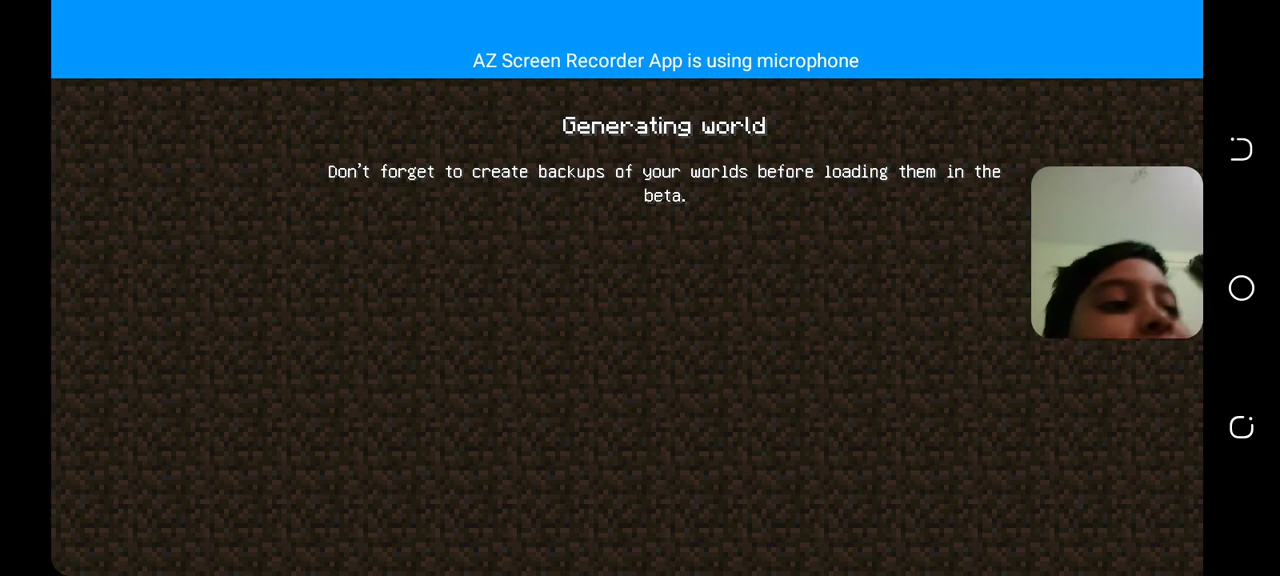 AZ Screen Recorder App is using microphone
Generating world
Don't forget to create backups of your worlds before loading them in the
beta.